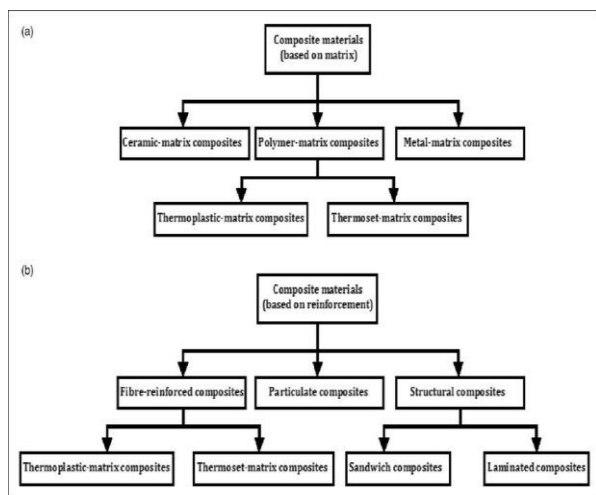 (a)
Composite materials
(based on matrix)
Ceramic-matrix composites
Polymer-matrix composites
Metal-matrix composites
Thermoplastic-matrix composites
Thermoset-matrix composites
(b)
Composite materials
(based on reinforcement)
Fibre-reinforced composites
Particulate composites
Structural composites
Thermoplastic-matrix composites
Thermoset-matrix composites
Sandwich composites
Laminated composites